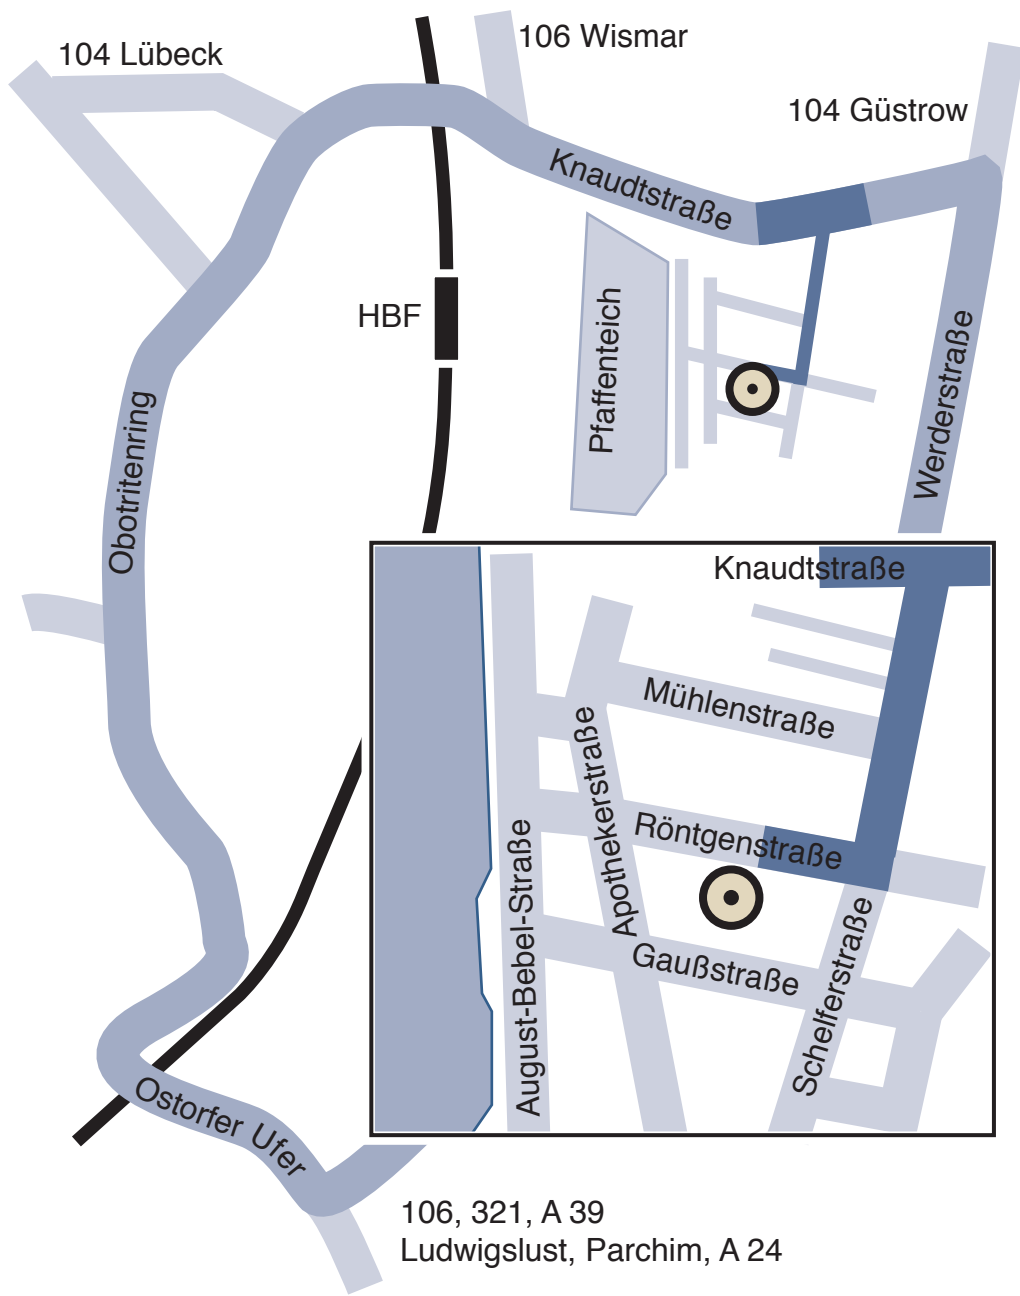 104 Lübeck
106 Wismar
104 Güstrow
Knaudtstraße
HBF
Pfaffenteich
Werderstraße
Obotritenring
Knaudtstraße
Mühlenstraße
Apothekerstraße
Röntgenstraße
August-Bebel-Straße
Gaußstraße
Schelferstraße
Ostorfer Ufer
106, 321, A 39
Ludwigslust, Parchim, A 24